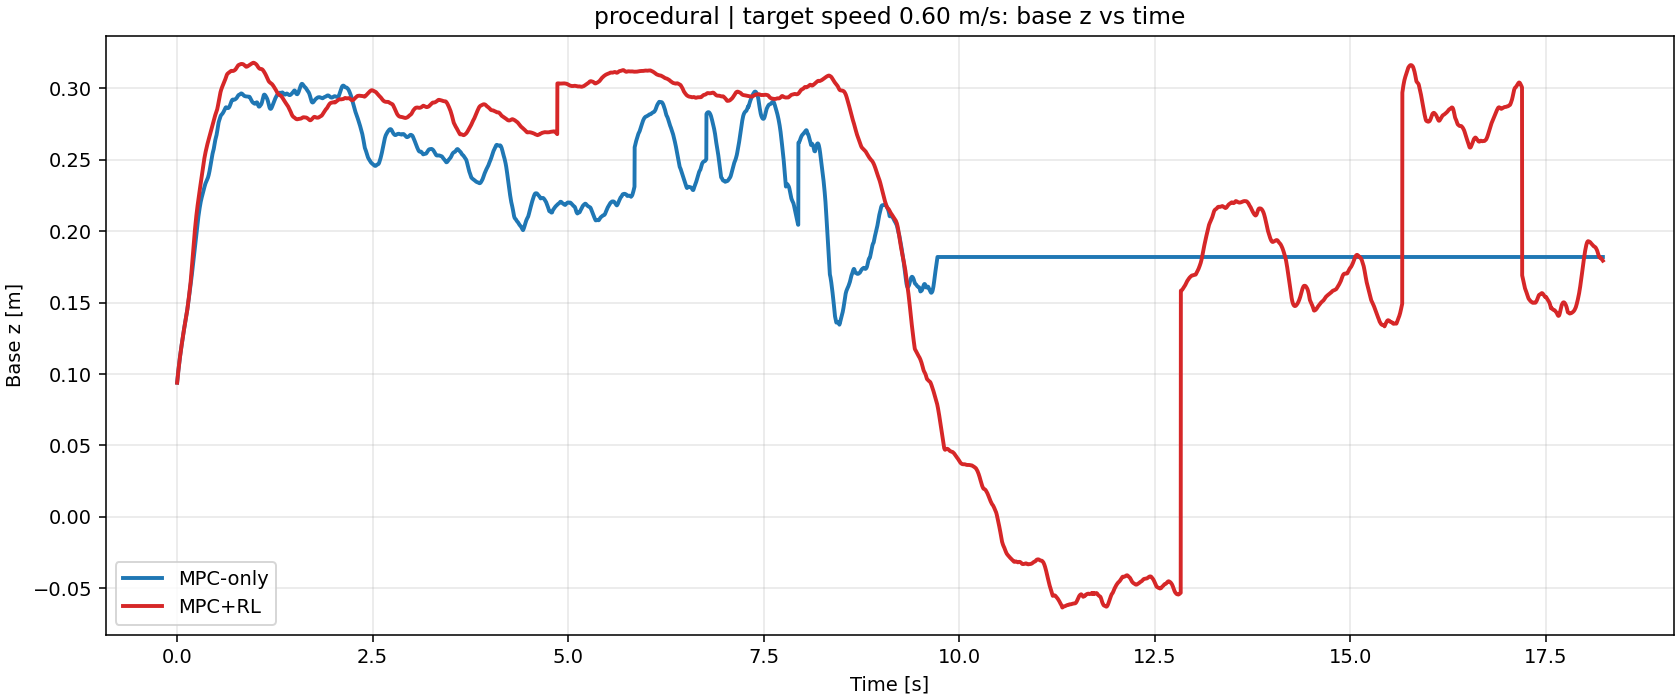 procedural | target speed 0.60 m/s: base z vs time
Base z [m]
0.30
0.25
0.20
0.15
0.10
0.05
0.00
−0.05
MPC-only
MPC+RL
0.0 2.5 5.0 7.5 10.0 12.5 15.0 17.5
Time [s]